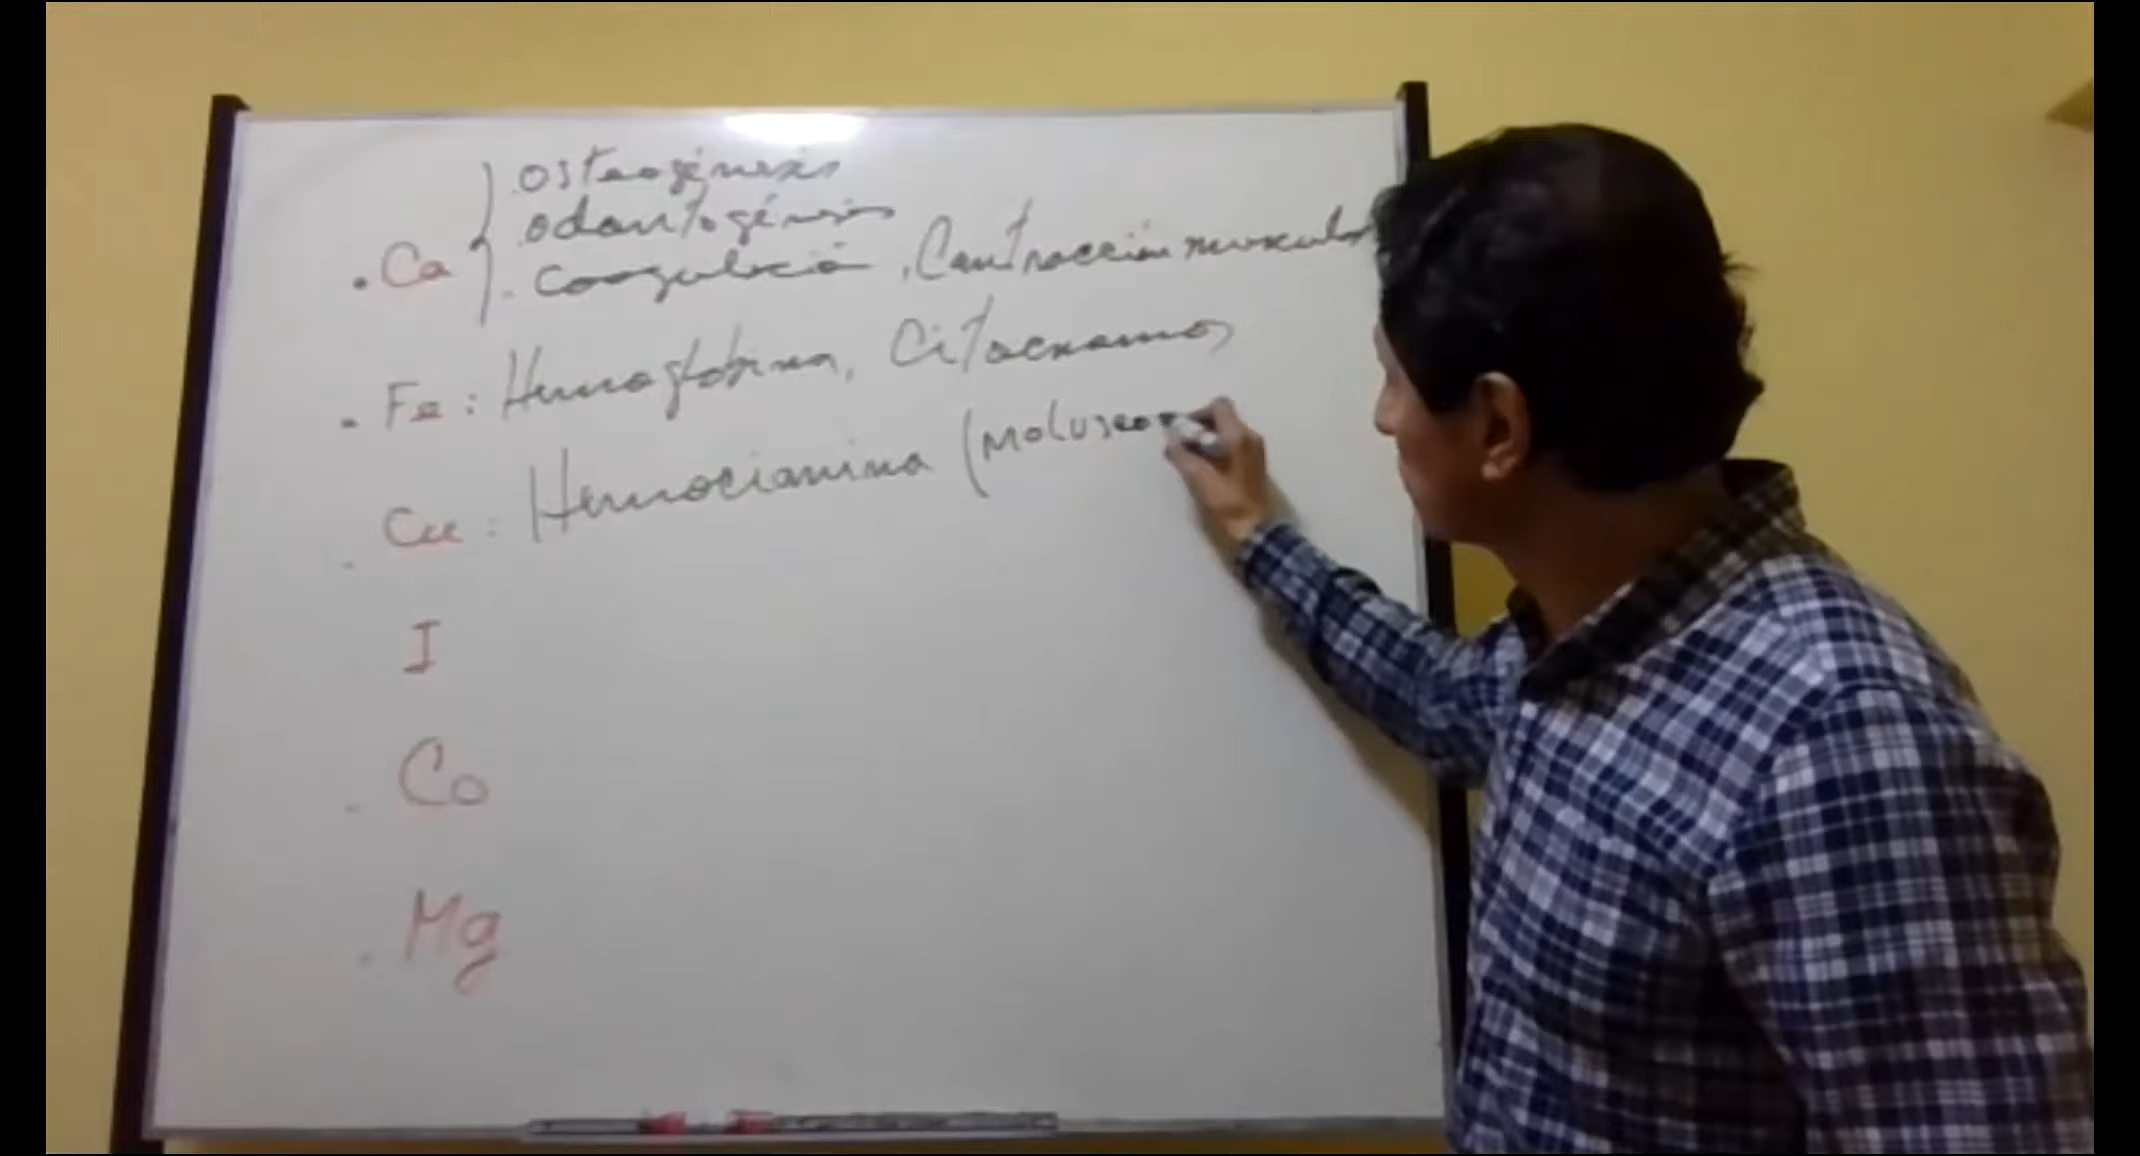 . Osteogénesis
. odontogénesis
. Ca } . Coagulación, Contracción muscular
. Fe : Hemoglobina, Citocromos
. Cu : Hemocianina (Moluscos
I
. Co
. Mg